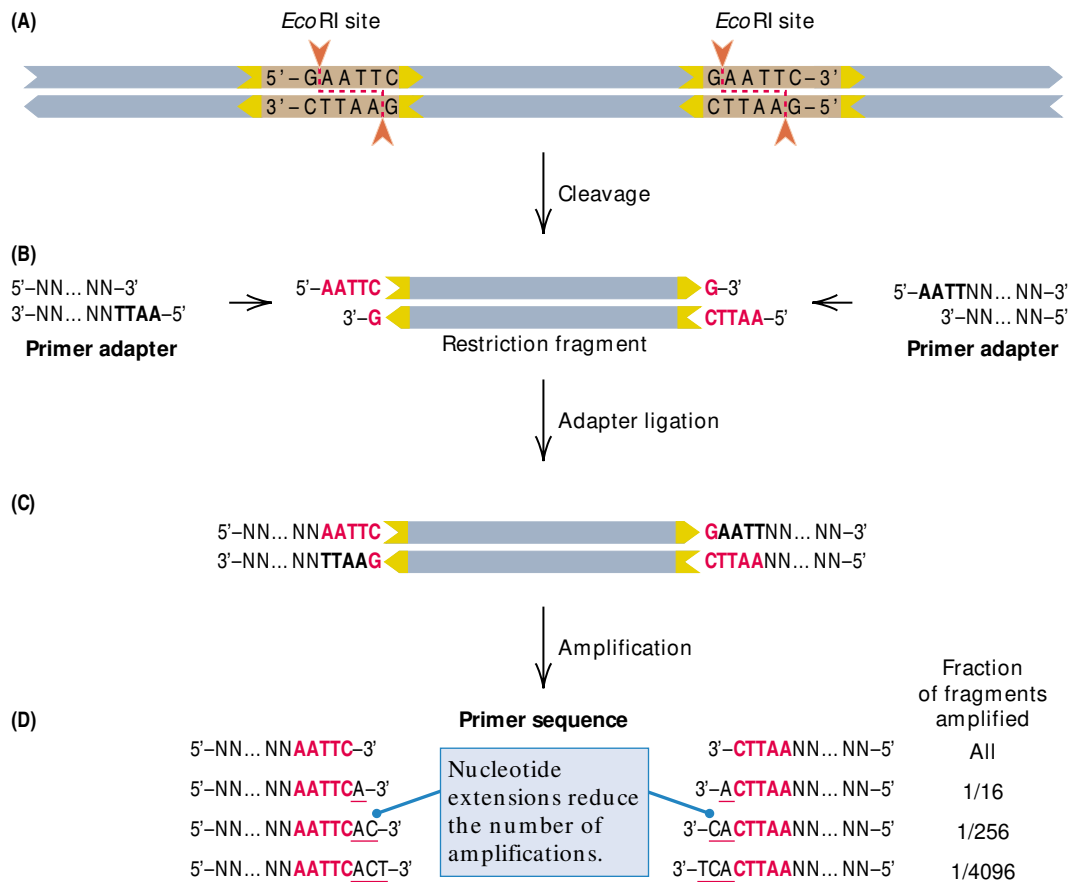 (A)
EcoRI site
EcoRI site
5’–GAATTC
GAATTC–3’
3’–CTTAAG
CTTAAG–5’
Cleavage
(B)
5’–NN... NN–3’
3’–NN... NNTTAA–5’
Primer adapter
5’–AATTC
G–3’
3’–G
CTTAA–5’
Restriction fragment
5’–AATTNN... NN–3’
3’–NN... NN–5’
Primer adapter
Adapter ligation
(C)
5’–NN... NNAATTC
GAATTNN... NN–3’
3’–NN... NNTTAAG
CTTAANN... NN–5’
Amplification
(D)
Primer sequence
Fraction
of fragments
amplified
5’–NN... NNAATTC–3’
3’–CTTAANN... NN–5’
All
5’–NN... NNAATTCA–3’
3’–ACTTAANN... NN–5’
1/16
5’–NN... NNAATTCAC–3’
3’–CACTTAANN... NN–5’
1/256
5’–NN... NNAATTCACT–3’
3’–TCACTTAANN... NN–5’
1/4096
Nucleotide
extensions reduce
the number of
amplifications.